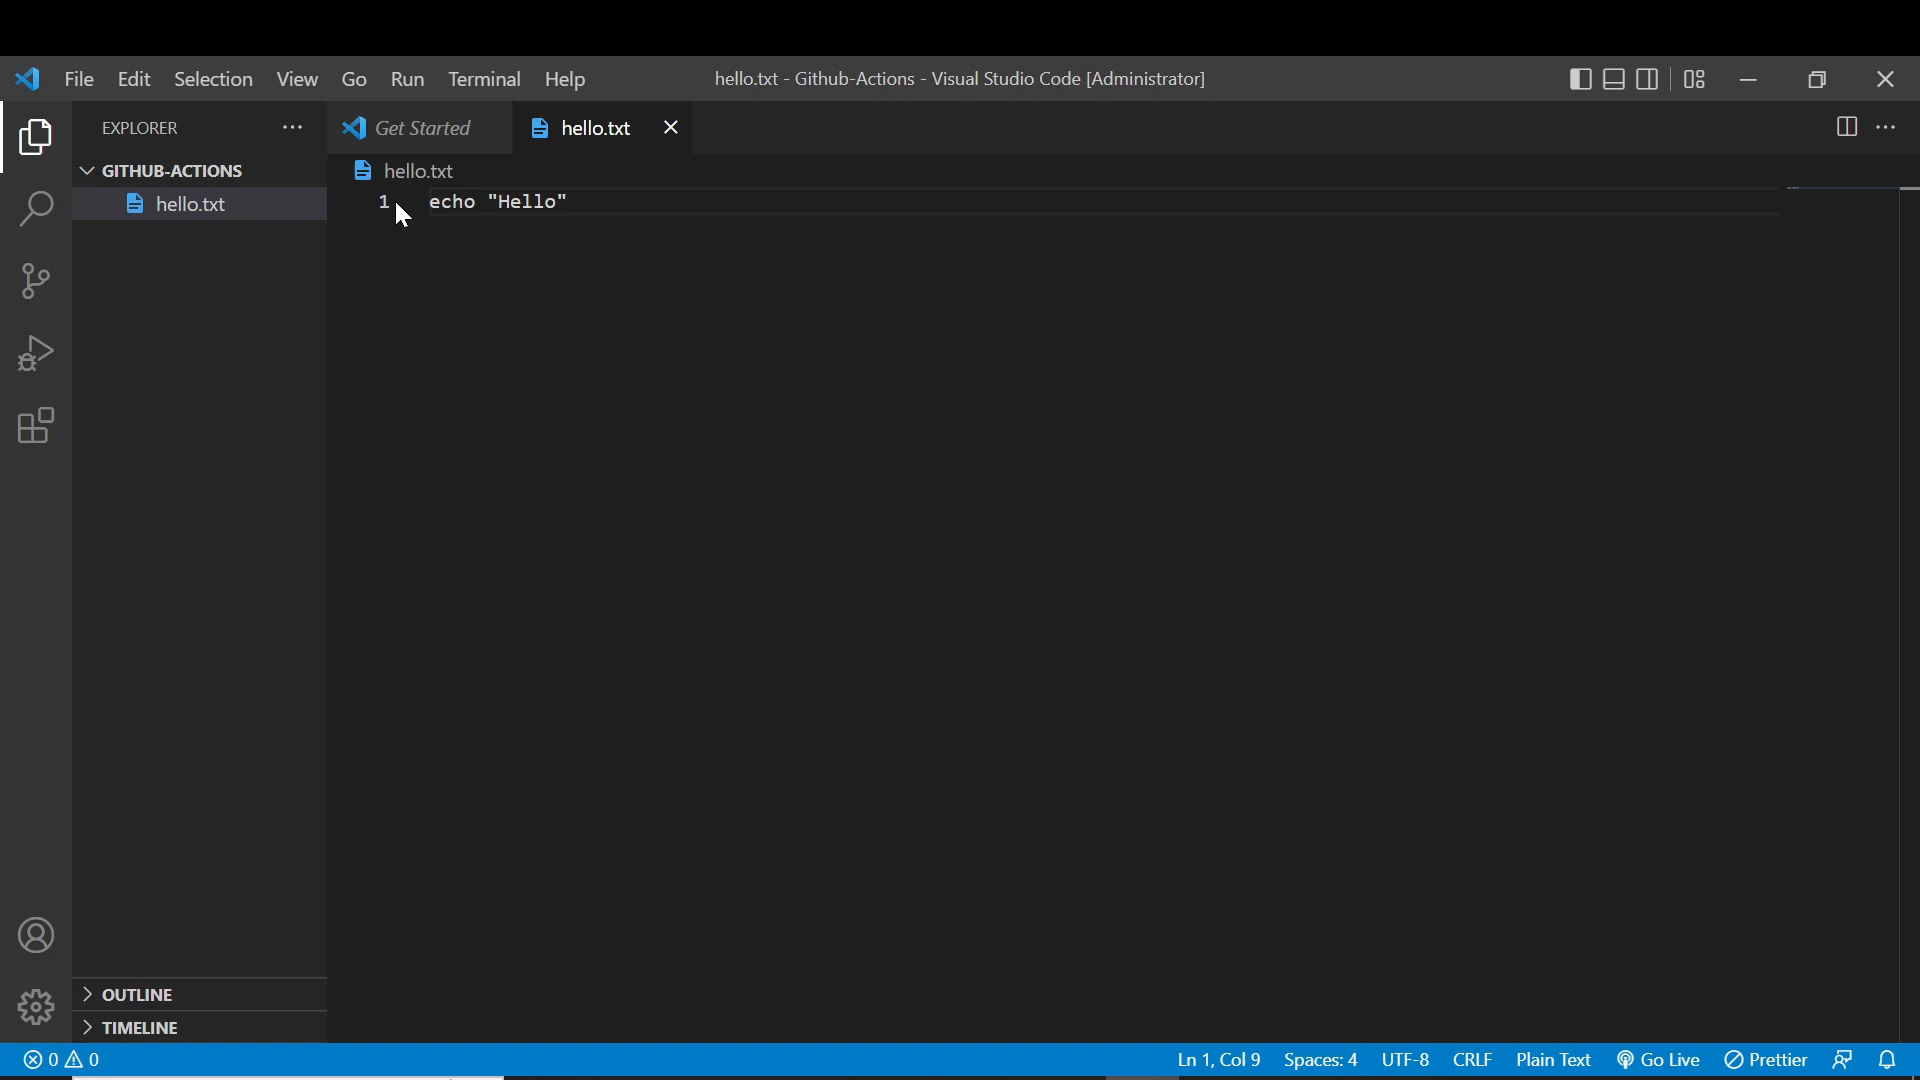 File Edit Selection View Go Run Terminal Help hello.txt - Github-Actions - Visual Studio Code [Administrator]
EXPLORER ··· Get Started hello.txt ···
GITHUB-ACTIONS hello.txt
hello.txt 1 echo "Hello"
OUTLINE
TIMELINE
0 0 Ln 1, Col 9 Spaces: 4 UTF-8 CRLF Plain Text Go Live Prettier